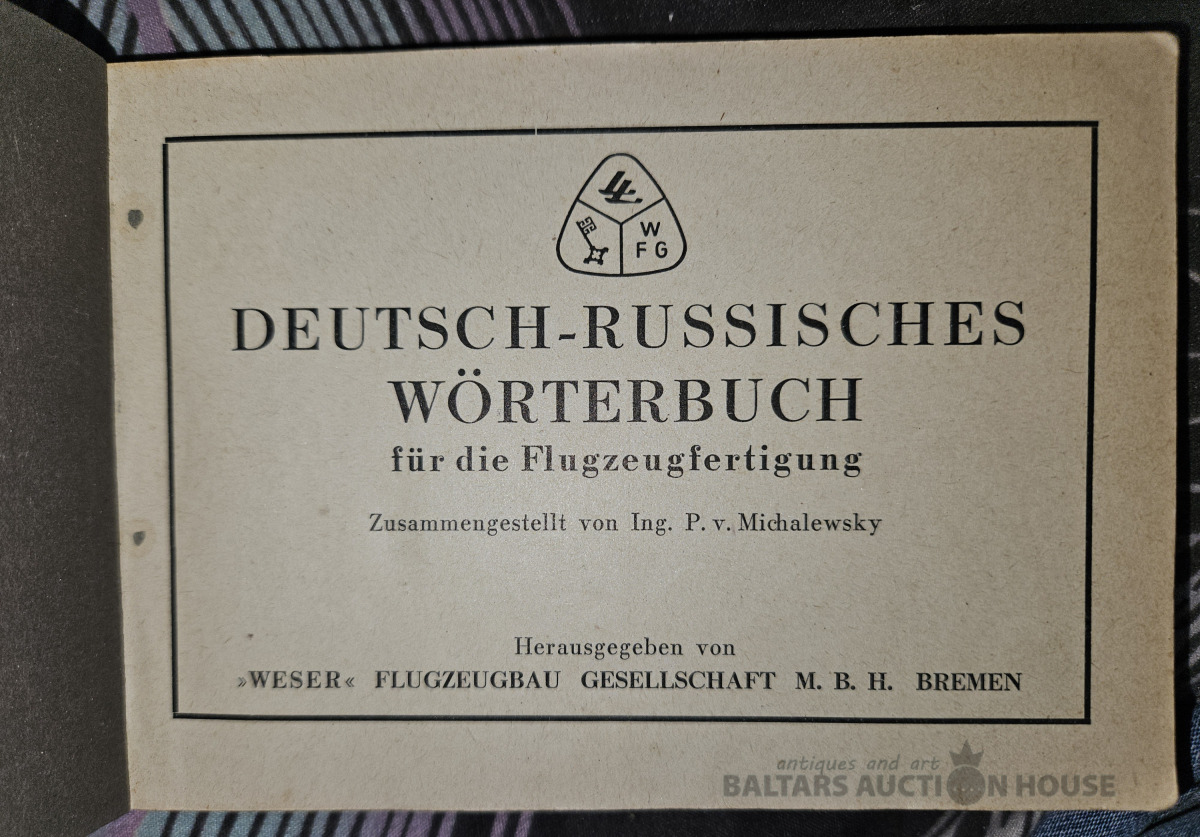 W
F G
DEUTSCH-RUSSISCHES
WÖRTERBUCH
für die Flugzeugfertigung
Zusammengestellt von Ing. P. v. Michalewsky
Herausgegeben von
»WESER« FLUGZEUGBAU GESELLSCHAFT M. B. H. BREMEN
antiques and art
BALTARS AUCTION HOUSE